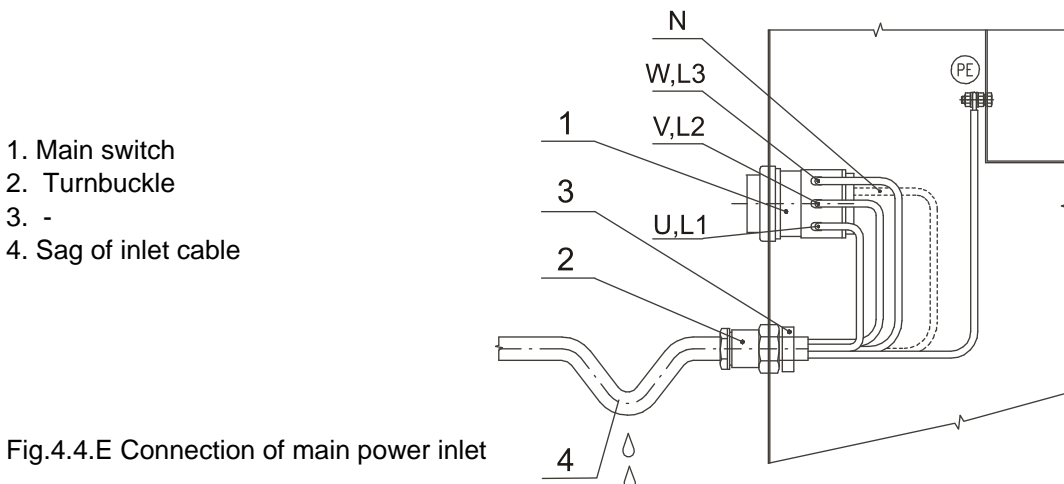 1. Main switch
2. Turnbuckle
3. -
4. Sag of inlet cable
Fig.4.4.E Connection of main power inlet
N
W,L3
V,L2
U,L1
1
3
2
4
PE